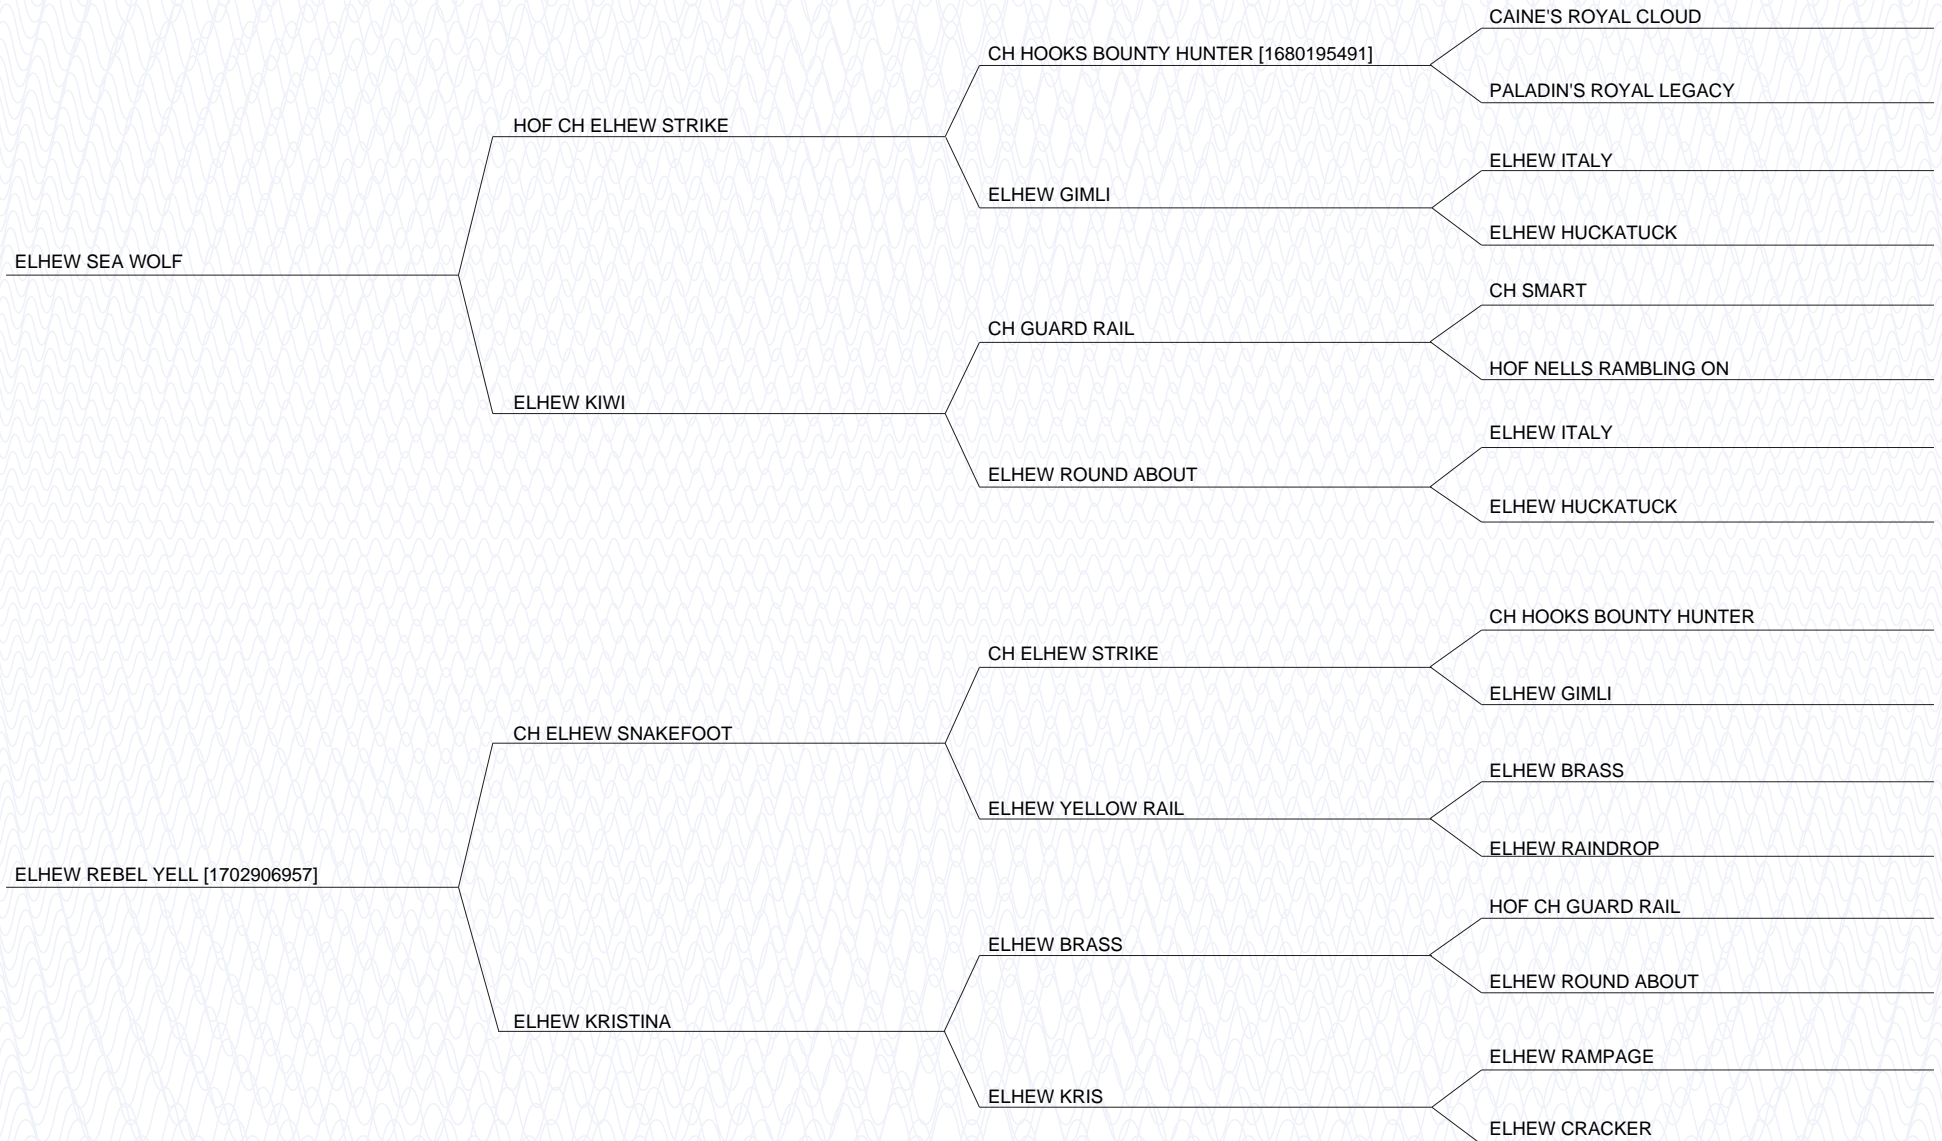 CAINE'S ROYAL CLOUD
CH HOOKS BOUNTY HUNTER [1680195491]
PALADIN'S ROYAL LEGACY
HOF CH ELHEW STRIKE
ELHEW ITALY
ELHEW GIMLI
ELHEW HUCKATUCK
ELHEW SEA WOLF
CH SMART
CH GUARD RAIL
HOF NELLS RAMBLING ON
ELHEW KIWI
ELHEW ITALY
ELHEW ROUND ABOUT
ELHEW HUCKATUCK
CH HOOKS BOUNTY HUNTER
CH ELHEW STRIKE
ELHEW GIMLI
CH ELHEW SNAKEFOOT
ELHEW BRASS
ELHEW YELLOW RAIL
ELHEW RAINDROP
ELHEW REBEL YELL [1702906957]
HOF CH GUARD RAIL
ELHEW BRASS
ELHEW ROUND ABOUT
ELHEW KRISTINA
ELHEW RAMPAGE
ELHEW KRIS
ELHEW CRACKER